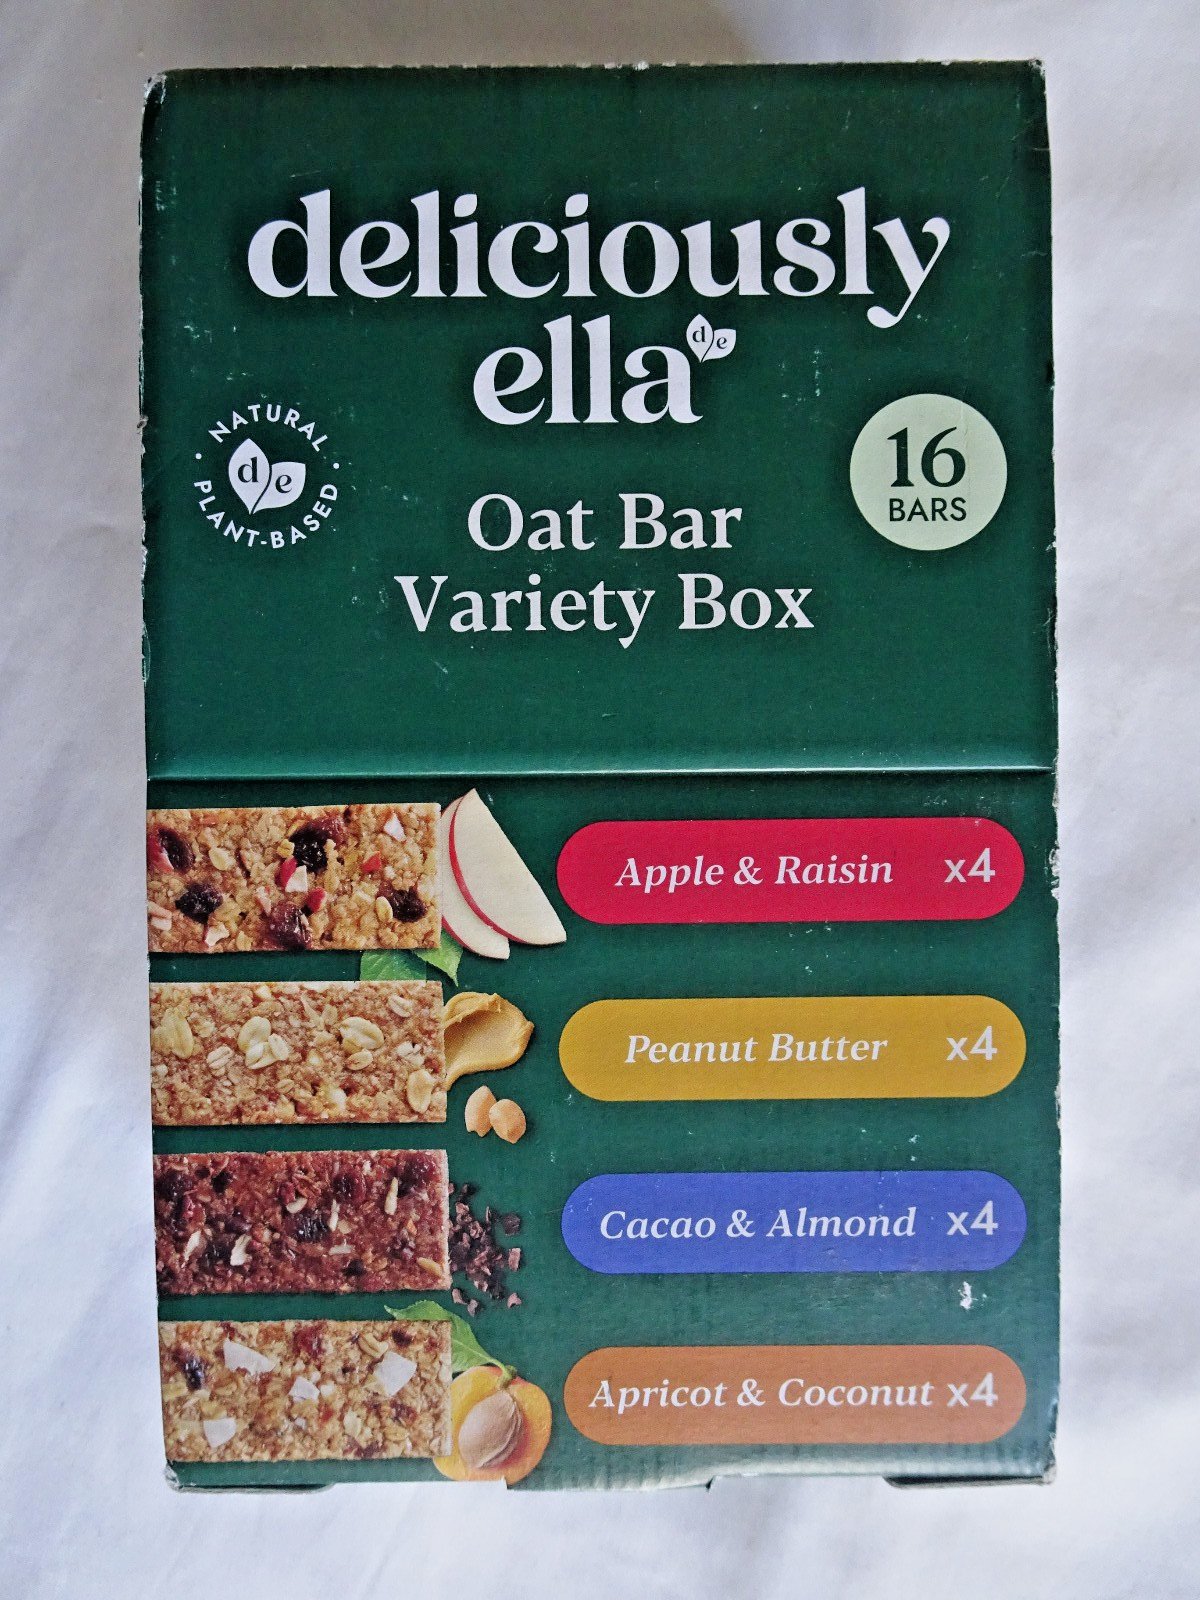 deliciously
ella
d e
NATURAL
d e
PLANT-BASED
16
BARS
Oat Bar
Variety Box
Apple & Raisin x4
Peanut Butter x4
Cacao & Almond x4
Apricot & Coconut x4